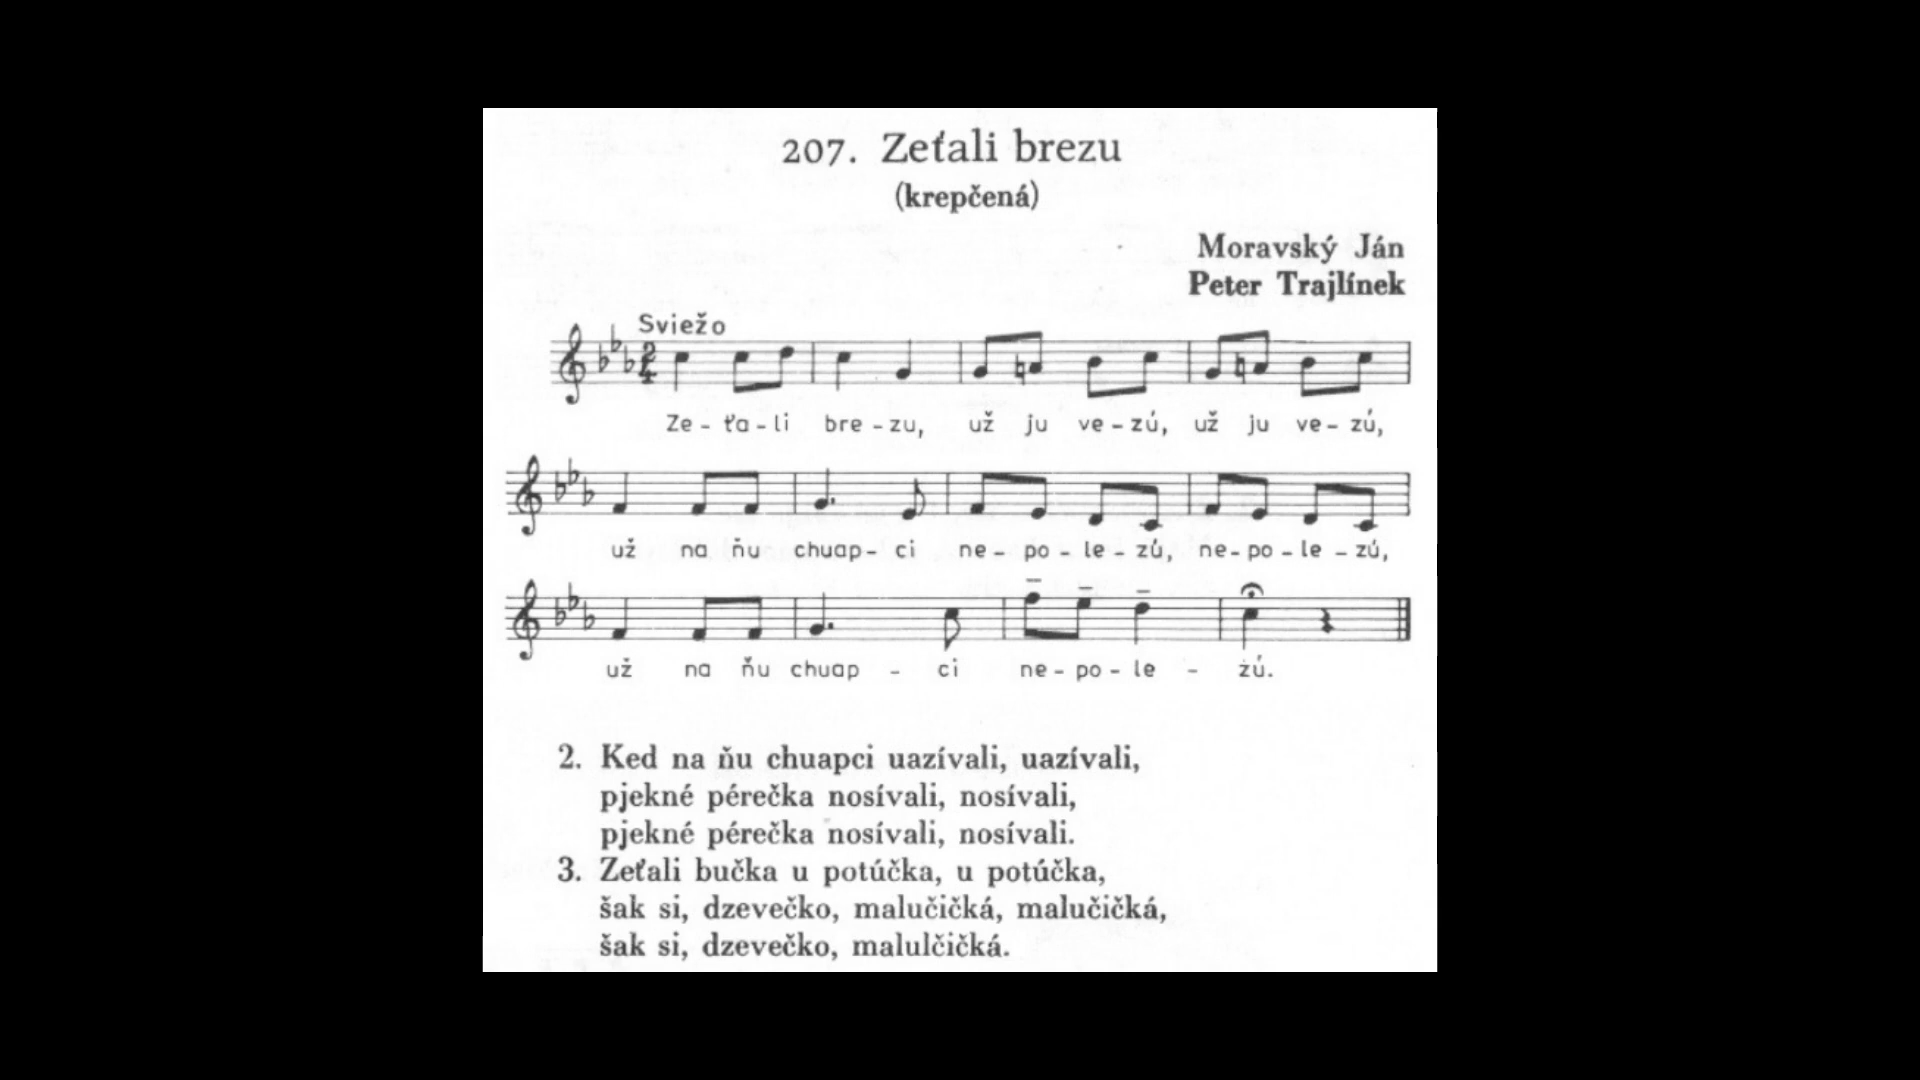 207. Zeťali brezu
(krepčená)
Moravský Ján
Peter Trajlínek
Sviežo
2
4
Ze - ťa - li bre - zu, už ju ve - zú, už ju ve - zú,
už na ňu chuap - ci ne - po - le - zú, ne - po - le - zú,
už na ňu chuap - ci ne - po - le - zú.
2. Ked na ňu chuapci uazívali, uazívali,
pjekné pérečka nosívali, nosívali,
pjekné pérečka nosívali, nosívali.
3. Zeťali bučka u potúčka, u potúčka,
šak si, dzevečko, malučičká, malučičká,
šak si, dzevečko, malulčičká.